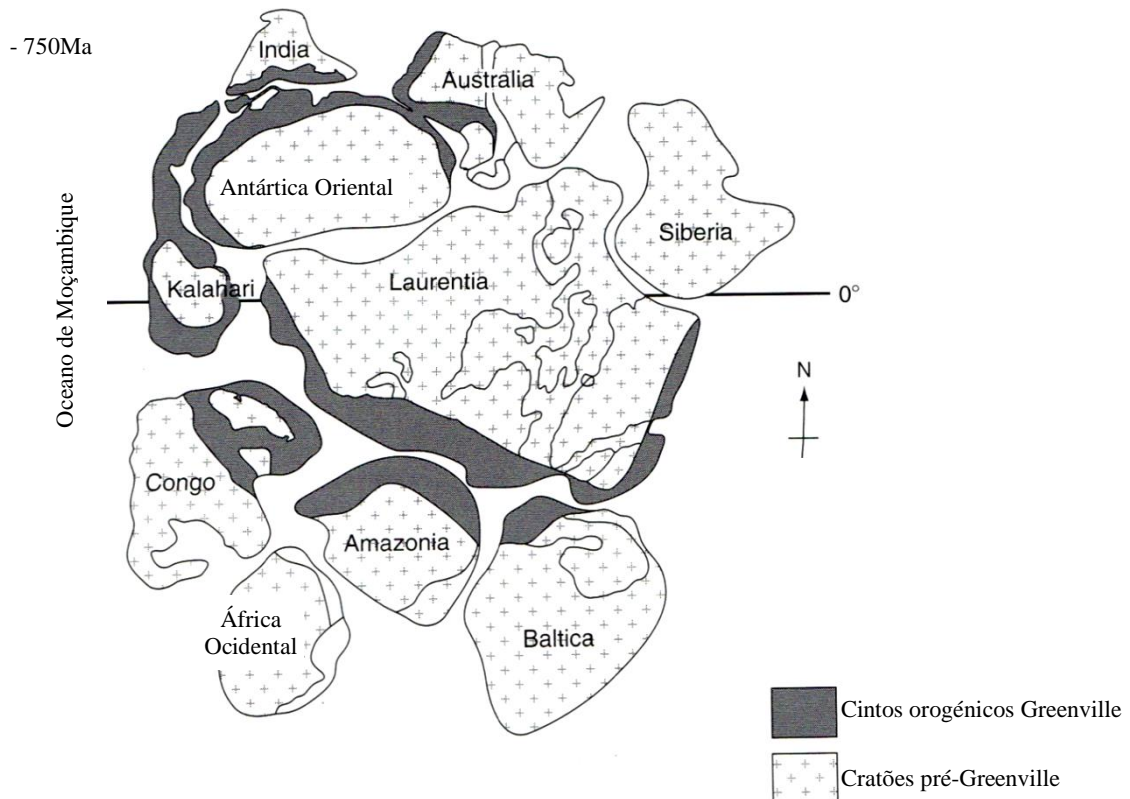 - 750Ma
India
Australia
Antártica Oriental
Siberia
Oceano de Moçambique
Kalahari
Laurentia
0°
N
Congo
Amazonia
África
Ocidental
Baltica
Cintos orogénicos Greenville
Cratões pré-Greenville